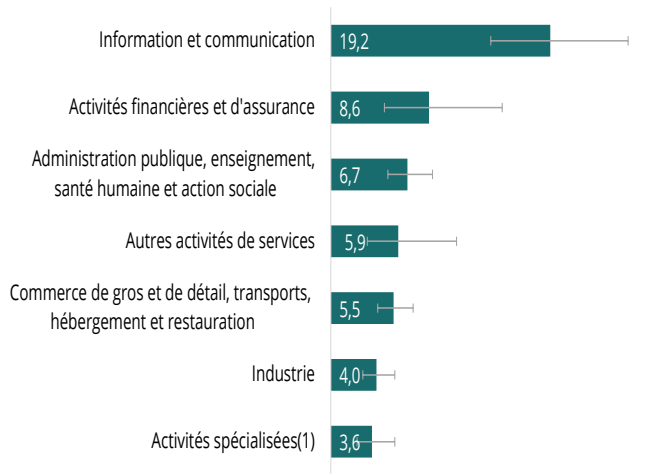 Information et communication
19,2
Activités financières et d'assurance
8,6
Administration publique, enseignement,
santé humaine et action sociale
6,7
Autres activités de services
5,9
Commerce de gros et de détail, transports,
hébergement et restauration
5,5
Industrie
4,0
Activités spécialisées(1)
3,6